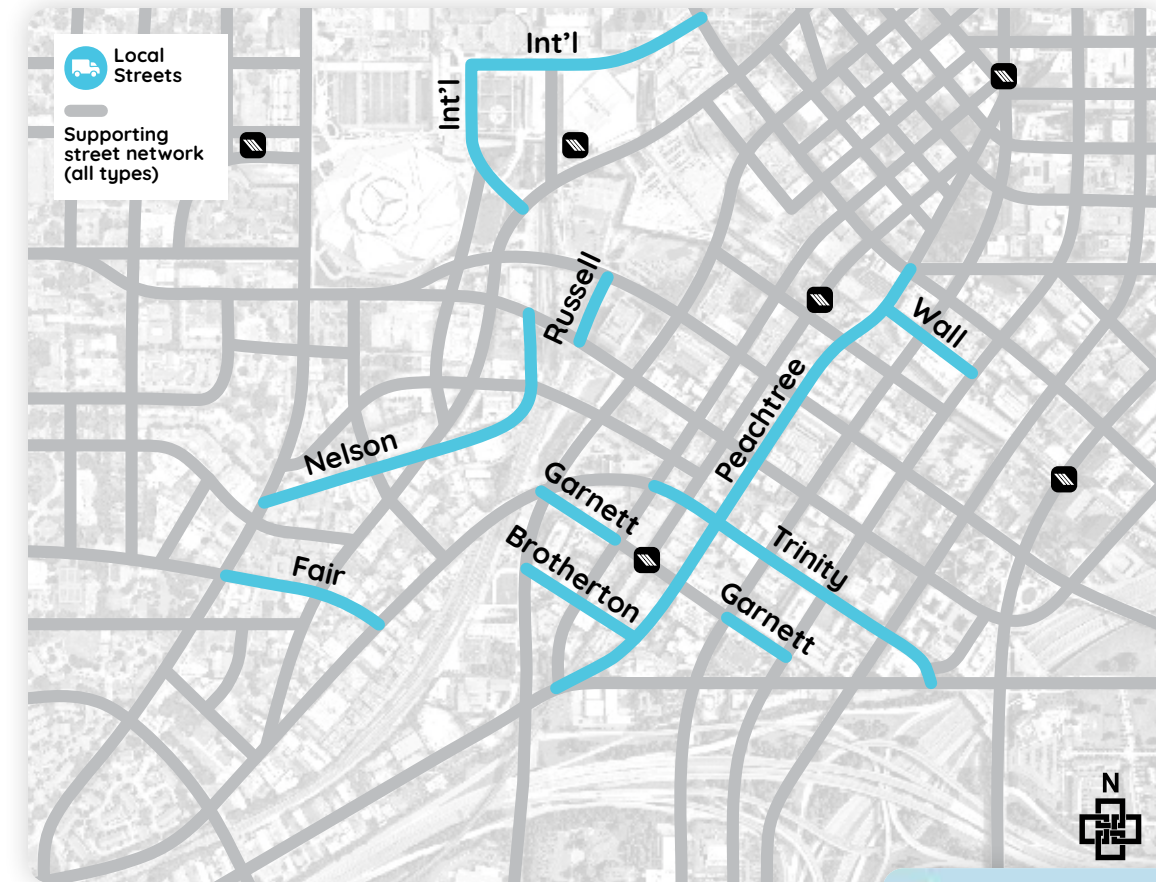 Local
Streets
Supporting
street network
(all types)
Int'l
Int'l
Russell
Wall
Peachtree
Nelson
Garnett
Brotherton
Trinity
Fair
Garnett
N